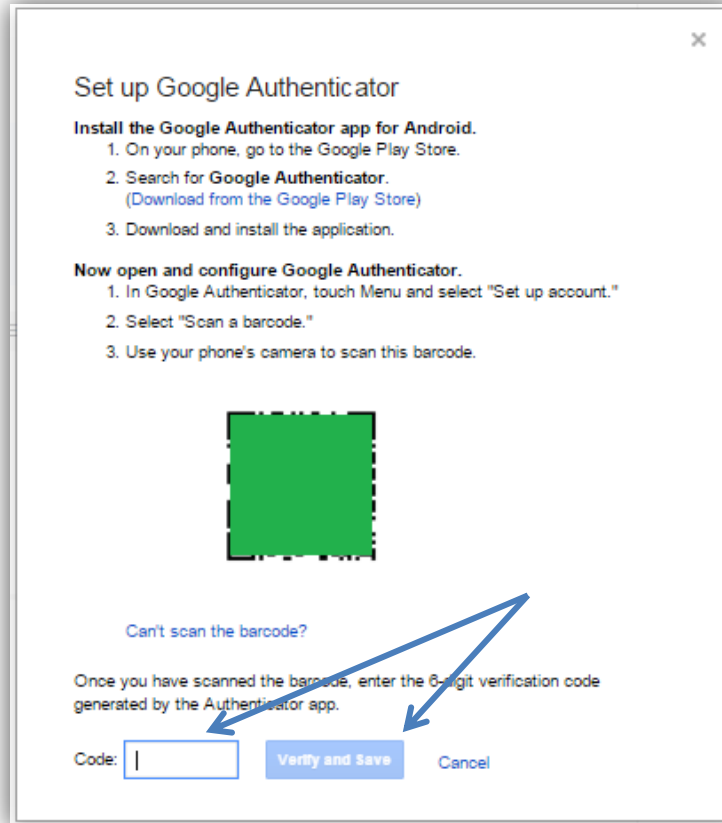 ×
Set up Google Authenticator
Install the Google Authenticator app for Android.
1. On your phone, go to the Google Play Store.
2. Search for Google Authenticator.
(Download from the Google Play Store)
3. Download and install the application.
Now open and configure Google Authenticator.
1. In Google Authenticator, touch Menu and select "Set up account."
2. Select "Scan a barcode."
3. Use your phone's camera to scan this barcode.
Can't scan the barcode?
Once you have scanned the barcode, enter the 6-digit verification code
generated by the Authenticator app.
Code: Verify and Save Cancel